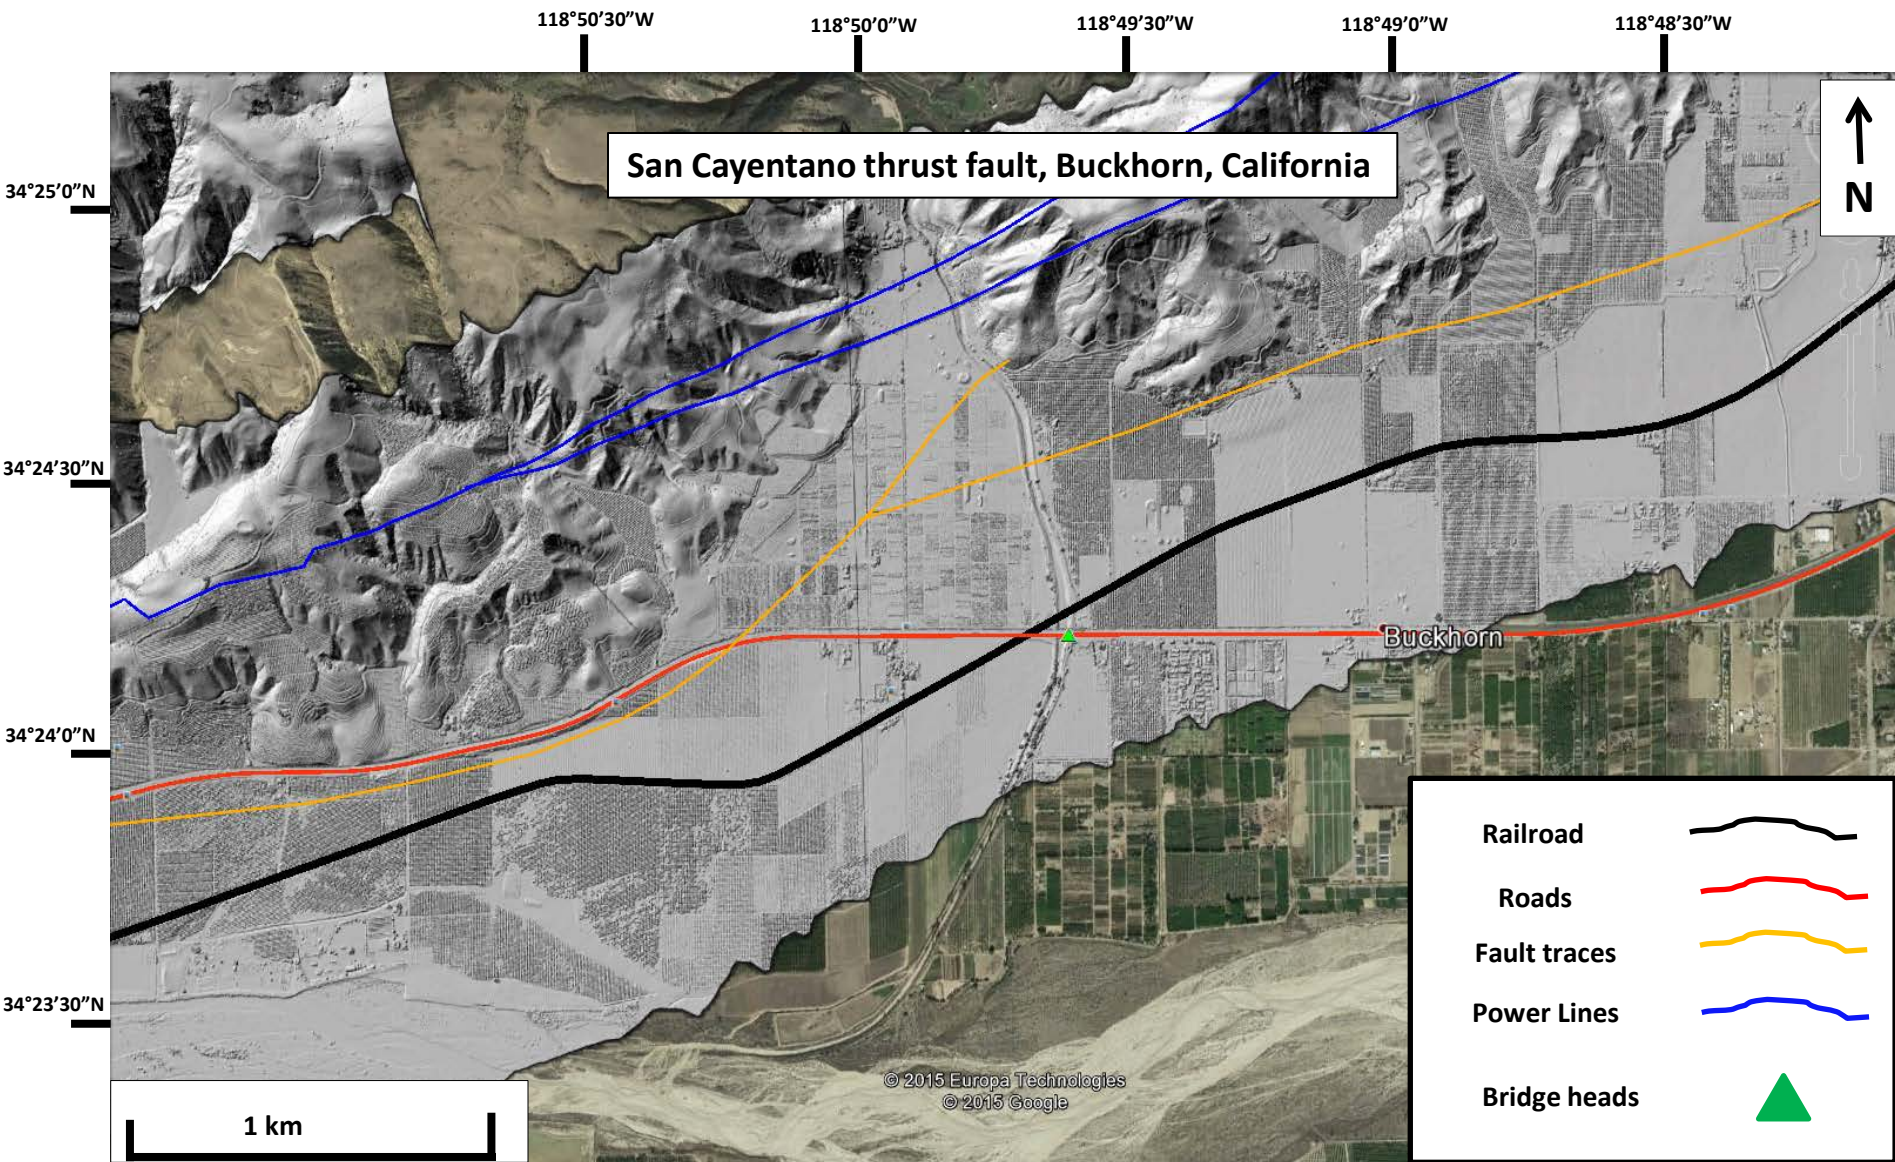 118°50'30"W 118°50'0"W 118°49'30"W 118°49'0"W 118°48'30"W
San Cayentano thrust fault, Buckhorn, California
N
34°25'0"N
34°24'30"N
34°24'0"N
34°23'30"N
Buckhorn
Railroad
Roads
Fault traces
Power Lines
Bridge heads
© 2015 Europa Technologies
© 2015 Google
1 km